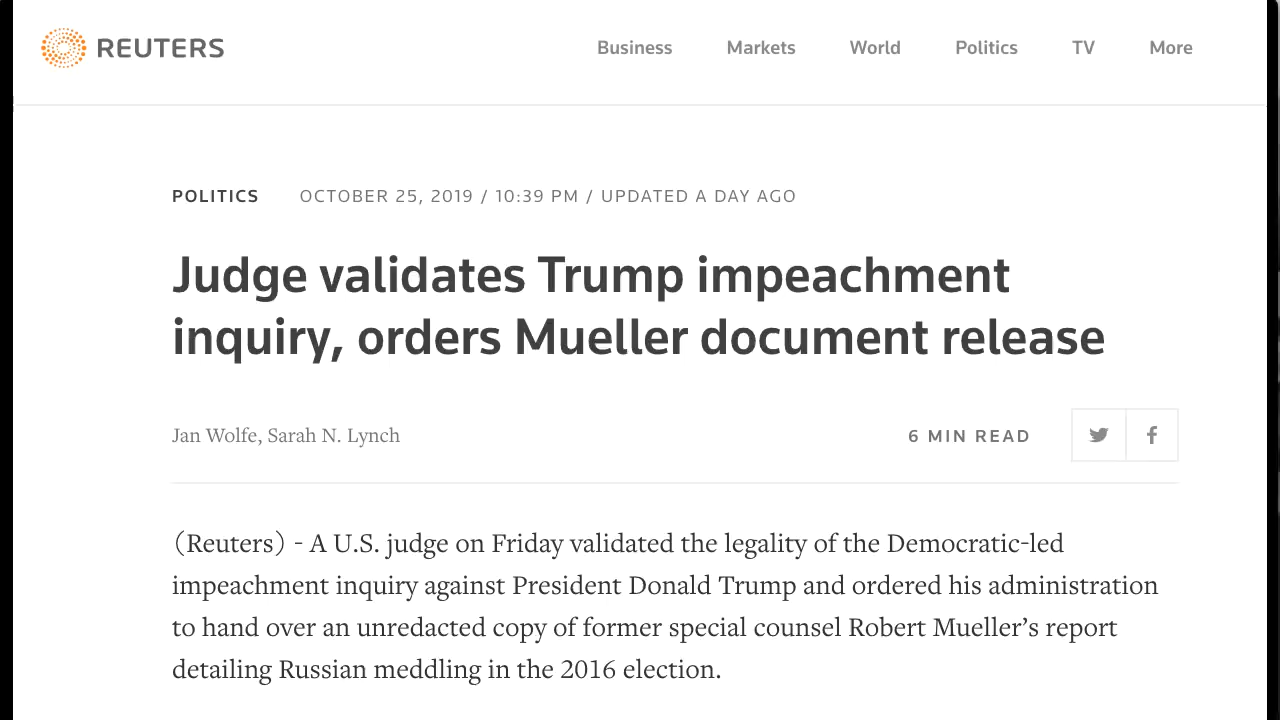 REUTERS
Business Markets World Politics TV More
POLITICS OCTOBER 25, 2019 / 10:39 PM / UPDATED A DAY AGO
Judge validates Trump impeachment
inquiry, orders Mueller document release
Jan Wolfe, Sarah N. Lynch
6 MIN READ
(Reuters) - A U.S. judge on Friday validated the legality of the Democratic-led
impeachment inquiry against President Donald Trump and ordered his administration
to hand over an unredacted copy of former special counsel Robert Mueller’s report
detailing Russian meddling in the 2016 election.